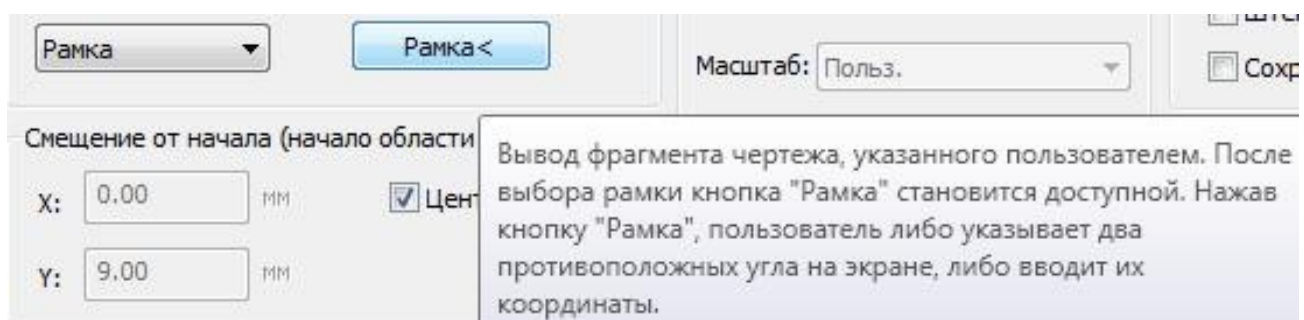 Рамка
Рамка<
Масштаб:
Польз.
Смещение от начала (начало области
X: 0.00 мм
Y: 9.00 мм
Вывод фрагмента чертежа, указанного пользователем. После
выбора рамки кнопка "Рамка" становится доступной. Нажав
кнопку "Рамка", пользователь либо указывает два
противоположных угла на экране, либо вводит их
координаты.